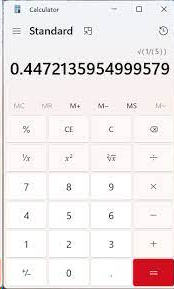 Calculator
Standard
√(1/(5))
0.4472135954999579
MC MR M+ M− MS M˅
% CE C ⌫
¹/x x² ²√x ÷
7 8 9 ×
4 5 6 −
1 2 3 +
+/− 0 . =